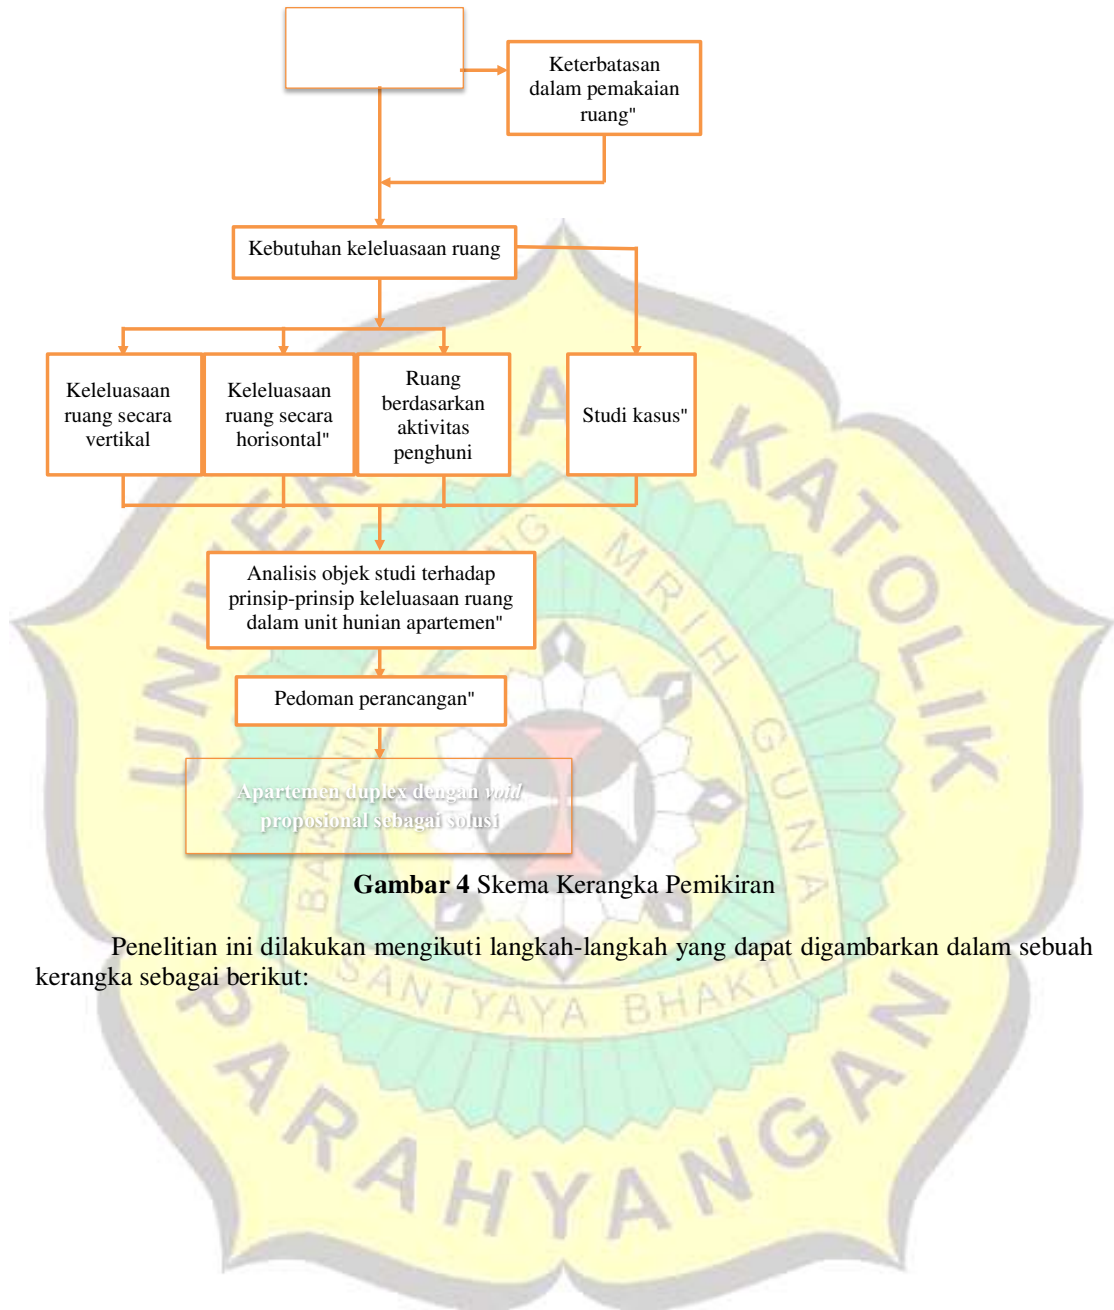 Keterbatasan
dalam pemakaian
ruang"
Kebutuhan keleluasaan ruang
Keleluasaan
ruang secara
vertikal
Keleluasaan
ruang secara
horisontal"
Ruang
berdasarkan
aktivitas
penghuni
Studi kasus"
Analisis objek studi terhadap
prinsip-prinsip keleluasaan ruang
dalam unit hunian apartemen"
Pedoman perancangan"
Apartemen duplex dengan void
proposional sebagai solusi
Gambar 4 Skema Kerangka Pemikiran
Penelitian ini dilakukan mengikuti langkah-langkah yang dapat digambarkan dalam sebuah
kerangka sebagai berikut:
KATOLIK
PARAHYANGAN
MRIH GUNA
SANTYAYA BHAKTI